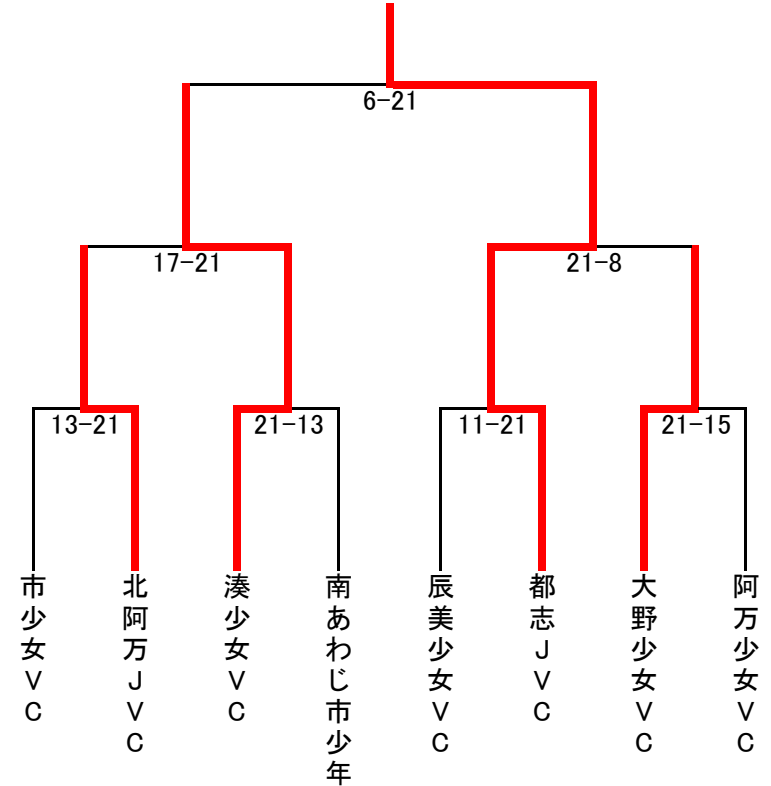 6-21
17-21
21-8
13-21
21-13
11-21
21-15
市少女VC
北阿万JVC
湊少女VC
南あわじ市少年
辰美少女VC
都志JVC
大野少女VC
阿万少女VC